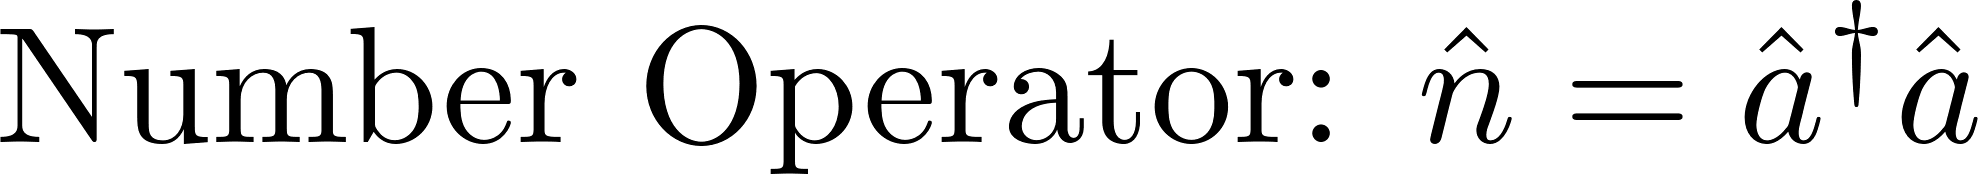 Number Operator: n̂ = â†â